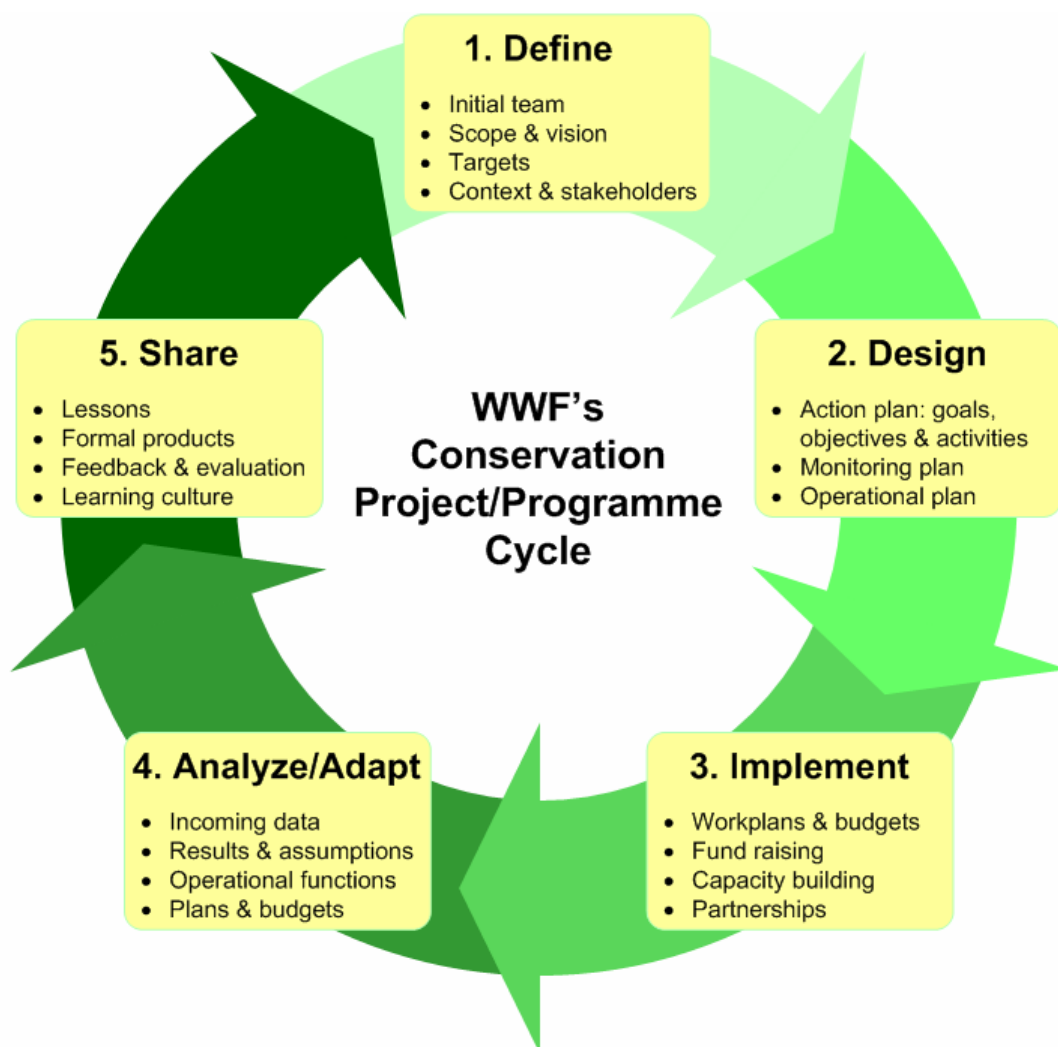 1. Define
• Initial team
• Scope & vision
• Targets
• Context & stakeholders
2. Design
• Action plan: goals,
objectives & activities
• Monitoring plan
• Operational plan
3. Implement
• Workplans & budgets
• Fund raising
• Capacity building
• Partnerships
4. Analyze/Adapt
• Incoming data
• Results & assumptions
• Operational functions
• Plans & budgets
5. Share
• Lessons
• Formal products
• Feedback & evaluation
• Learning culture
WWF’s
Conservation
Project/Programme
Cycle